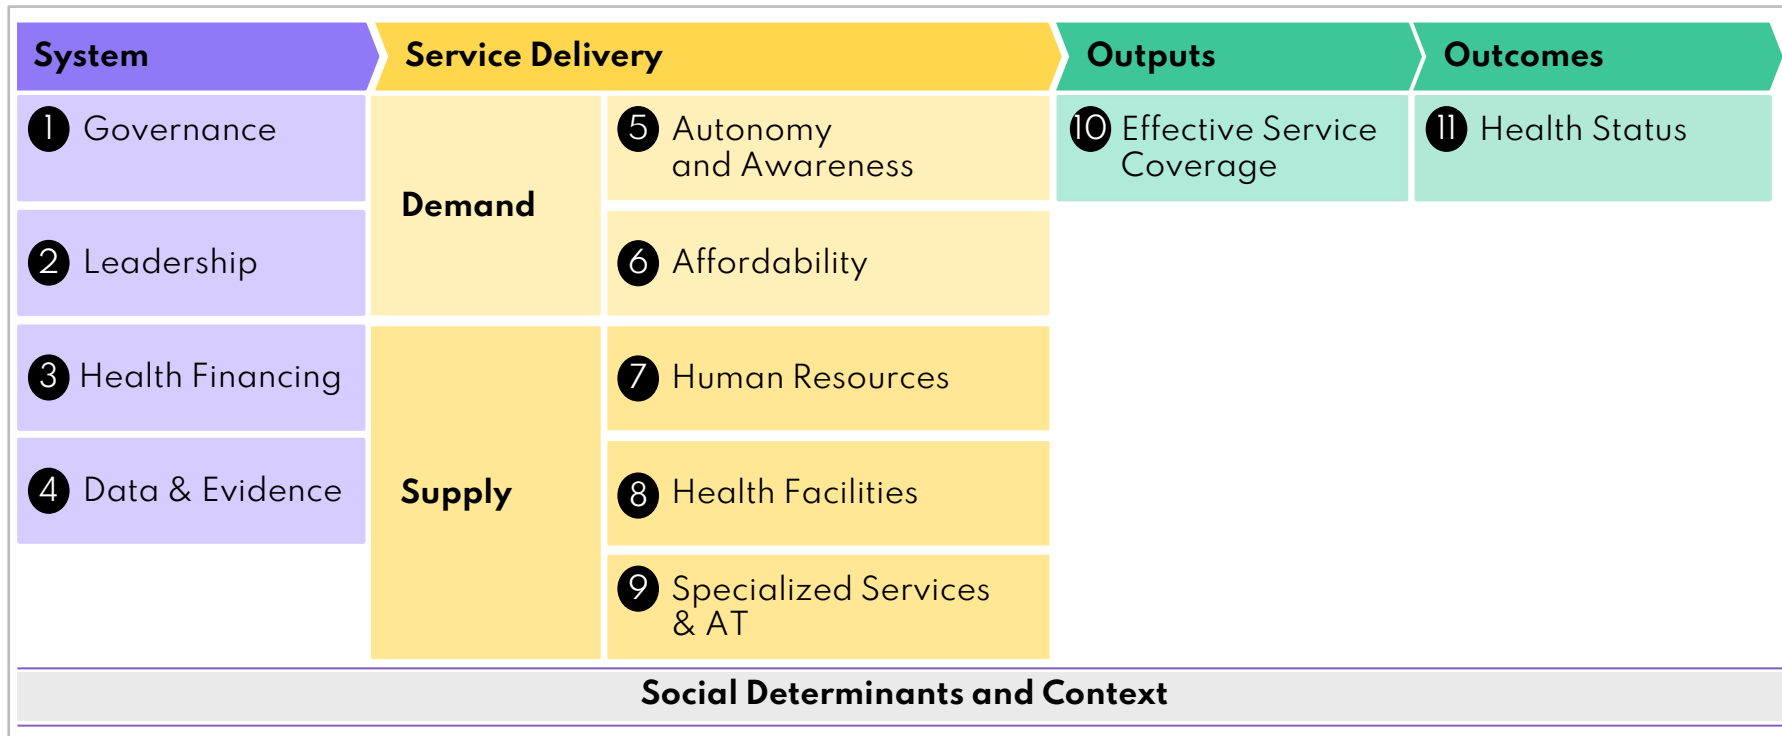 System
Service Delivery
Outputs
Outcomes
1 Governance
2 Leadership
3 Health Financing
4 Data & Evidence
Demand
5 Autonomy
and Awareness
6 Affordability
Supply
7 Human Resources
8 Health Facilities
9 Specialized Services
& AT
10 Effective Service
Coverage
11 Health Status
Social Determinants and Context